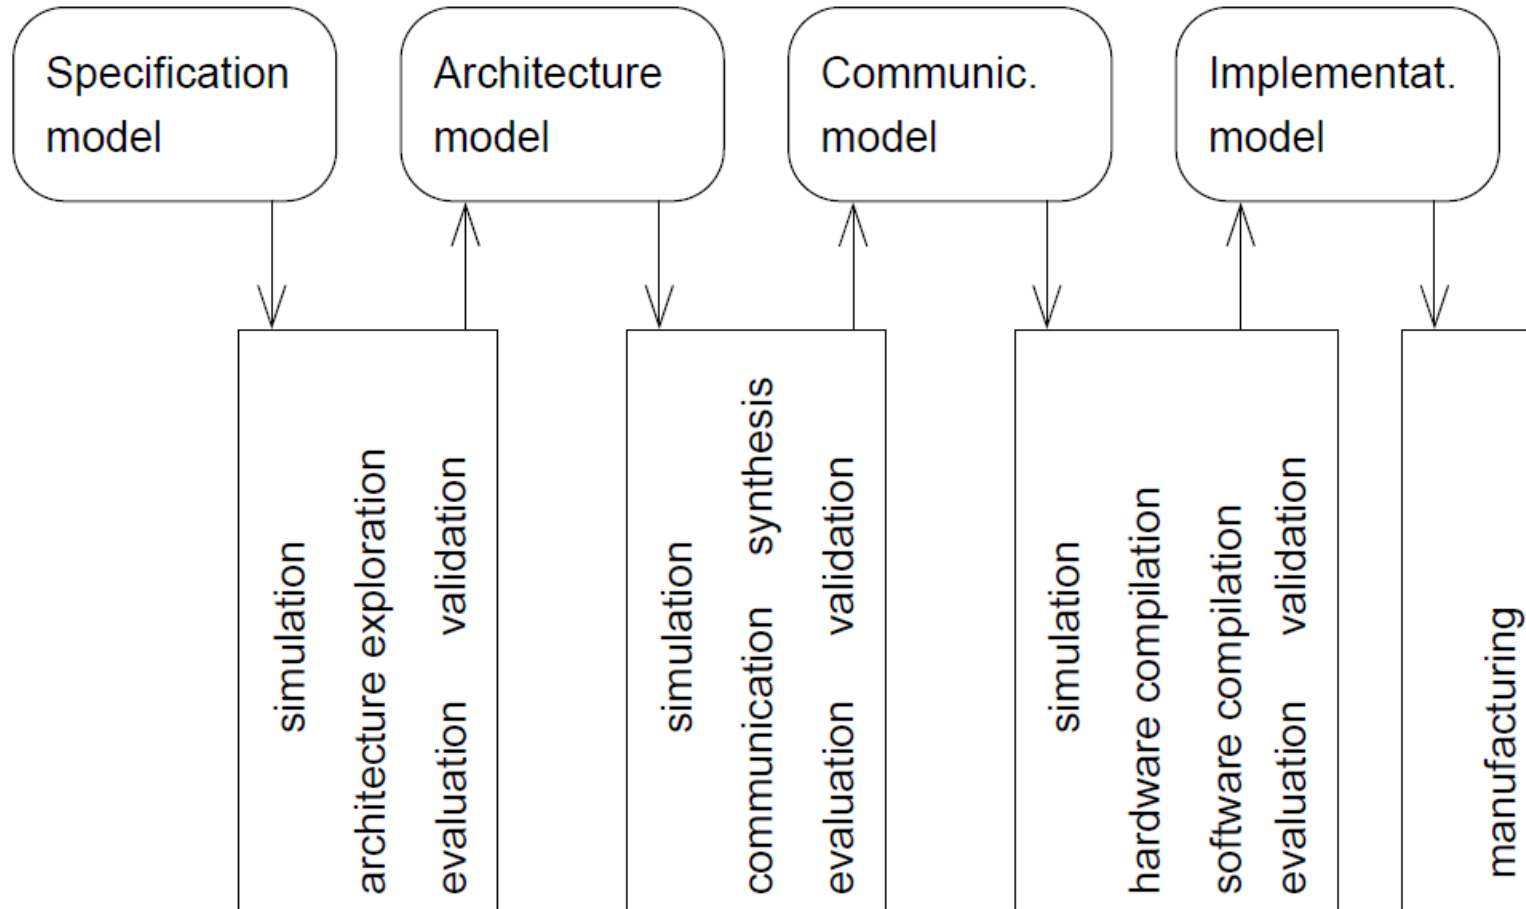 Specification
model
Architecture
model
Communic.
model
Implementat.
model
simulation
architecture exploration
evaluation validation
simulation
communication synthesis
evaluation validation
simulation
hardware compilation
software compilation
evaluation validation
manufacturing